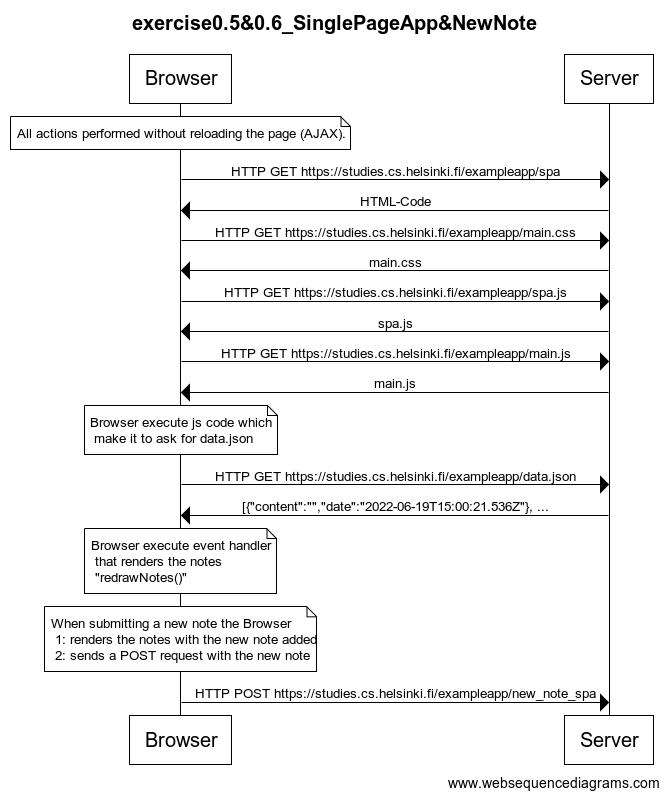 exercise0.5&0.6_SinglePageApp&NewNote
Browser
Server
All actions performed without reloading the page (AJAX).
HTTP GET https://studies.cs.helsinki.fi/exampleapp/spa
HTML-Code
HTTP GET https://studies.cs.helsinki.fi/exampleapp/main.css
main.css
HTTP GET https://studies.cs.helsinki.fi/exampleapp/spa.js
spa.js
HTTP GET https://studies.cs.helsinki.fi/exampleapp/main.js
main.js
Browser execute js code which
make it to ask for data.json
HTTP GET https://studies.cs.helsinki.fi/exampleapp/data.json
[{"content":"","date":"2022-06-19T15:00:21.536Z"}, ...
Browser execute event handler
that renders the notes
"redrawNotes()"
When submitting a new note the Browser
1: renders the notes with the new note added
2: sends a POST request with the new note
HTTP POST https://studies.cs.helsinki.fi/exampleapp/new_note_spa
Browser
Server
www.websequencediagrams.com